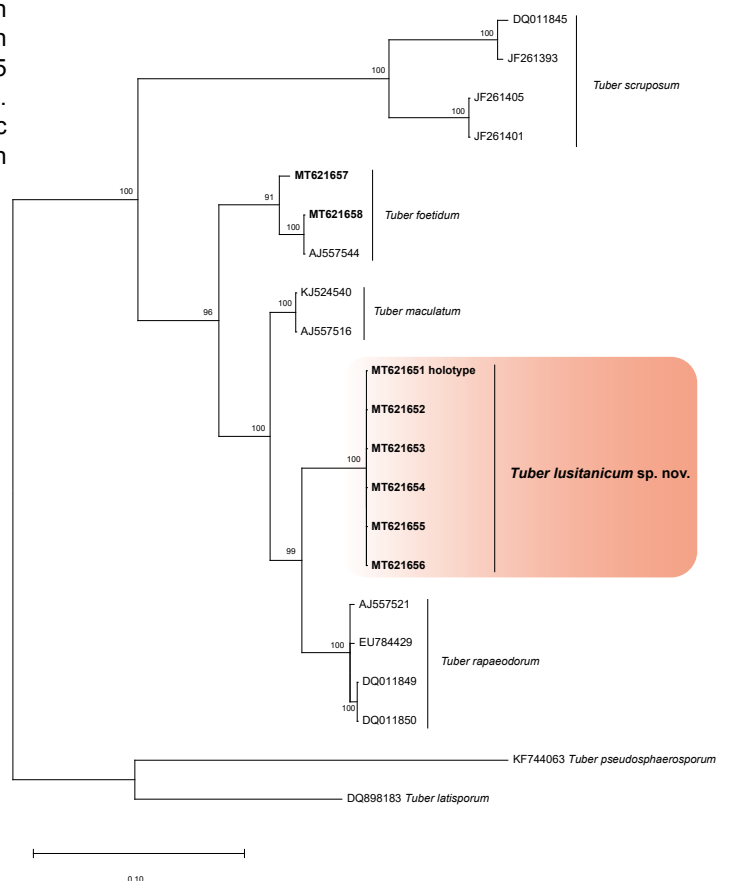 n
n
5
.
c
n
DQ011845
100
JF261393
100
Tuber scruposum
JF261405
100
JF261401
MT621657
100
91
MT621658
Tuber foetidum
100
AJ557544
KJ524540
100
Tuber maculatum
96
AJ557516
MT621651 holotype
MT621652
100
MT621653
100
Tuber lusitanicum sp. nov.
MT621654
MT621655
99
MT621656
AJ557521
100
EU784429
Tuber rapaeodorum
DQ011849
100
DQ011850
KF744063 Tuber pseudosphaerosporum
DQ898183 Tuber latisporum
0.10